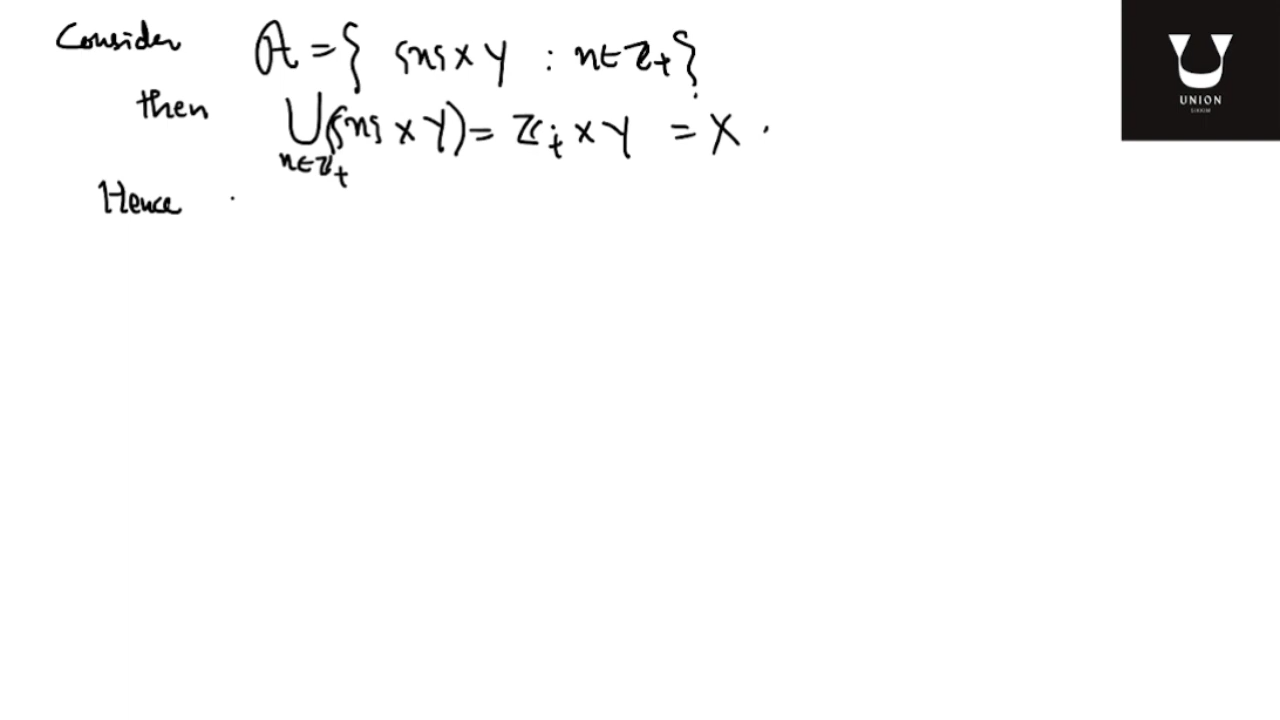 Consider 𝒜 = { {n} × Y : n ∈ ℤ₊ }
then ⋃_{n∈ℤ₊} ({n} × Y) = ℤ₊ × Y = X .
Hence
UNION